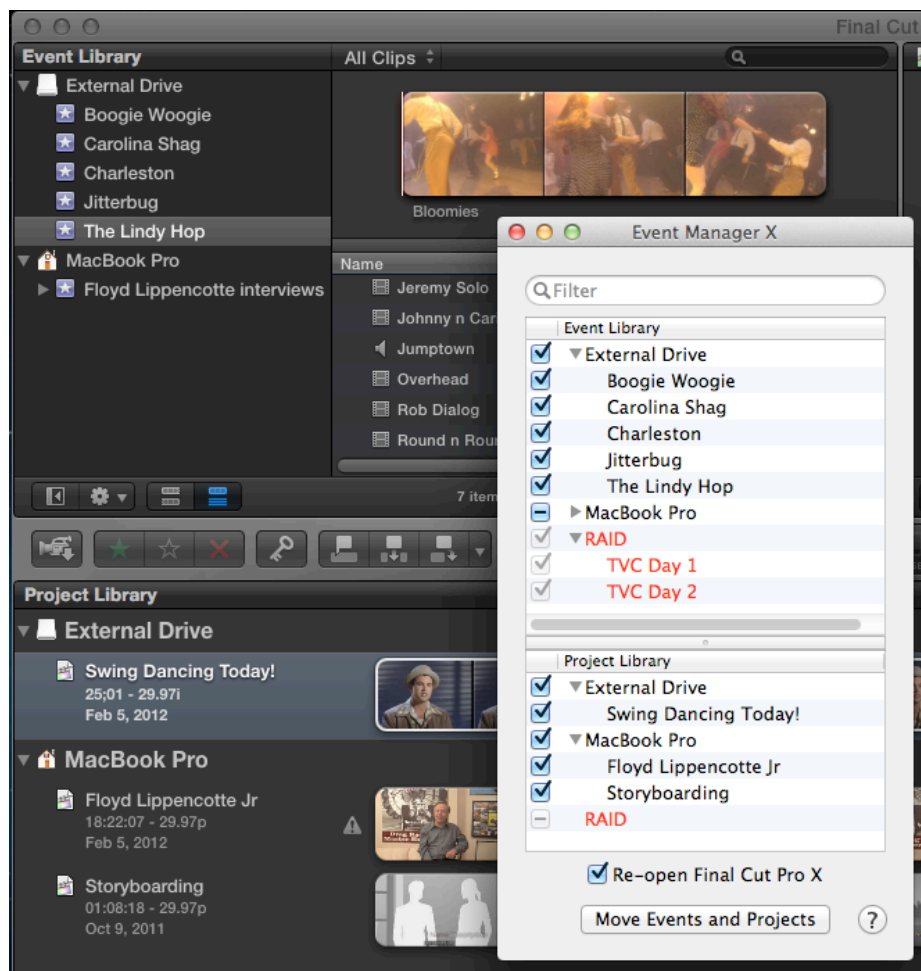 Final Cut
Event Library
External Drive
Boogie Woogie
Carolina Shag
Charleston
Jitterbug
The Lindy Hop
MacBook Pro
Floyd Lippencotte interviews
All Clips
Bloomies
Name
Jeremy Solo
Johnny n Car
Jumptown
Overhead
Rob Dialog
Round n Rou
7 item
Project Library
External Drive
Swing Dancing Today!
25;01 - 29.97i
Feb 5, 2012
MacBook Pro
Floyd Lippencotte Jr
18:22:07 - 29.97p
Feb 5, 2012
Storyboarding
01:08:18 - 29.97p
Oct 9, 2011
Event Manager X
Filter
Event Library
External Drive
Boogie Woogie
Carolina Shag
Charleston
Jitterbug
The Lindy Hop
MacBook Pro
RAID
TVC Day 1
TVC Day 2
Project Library
External Drive
Swing Dancing Today!
MacBook Pro
Floyd Lippencotte Jr
Storyboarding
RAID
Re-open Final Cut Pro X
Move Events and Projects
?